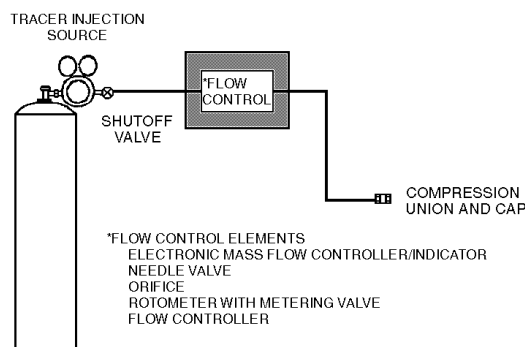 TRACER INJECTION
SOURCE
*FLOW
CONTROL
SHUTOFF
VALVE
COMPRESSION
UNION AND CAP
*FLOW CONTROL ELEMENTS
ELECTRONIC MASS FLOW CONTROLLER/INDICATOR
NEEDLE VALVE
ORIFICE
ROTOMETER WITH METERING VALVE
FLOW CONTROLLER